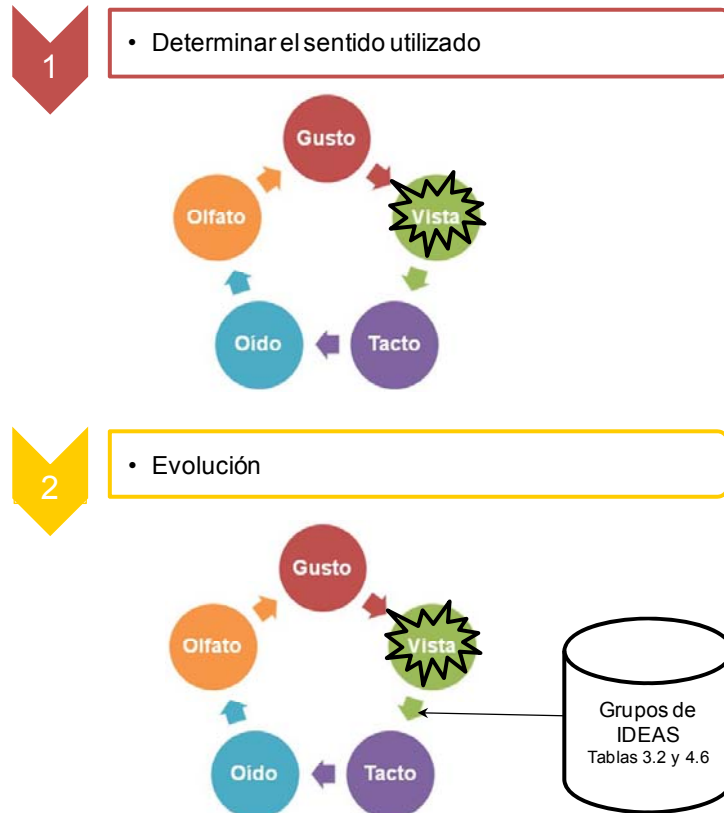 1
• Determinar el sentido utilizado
Gusto
Olfato
Vista
Oído
Tacto
2
• Evolución
Gusto
Olfato
Vista
Oído
Tacto
Grupos de
IDEAS
Tablas 3.2 y 4.6